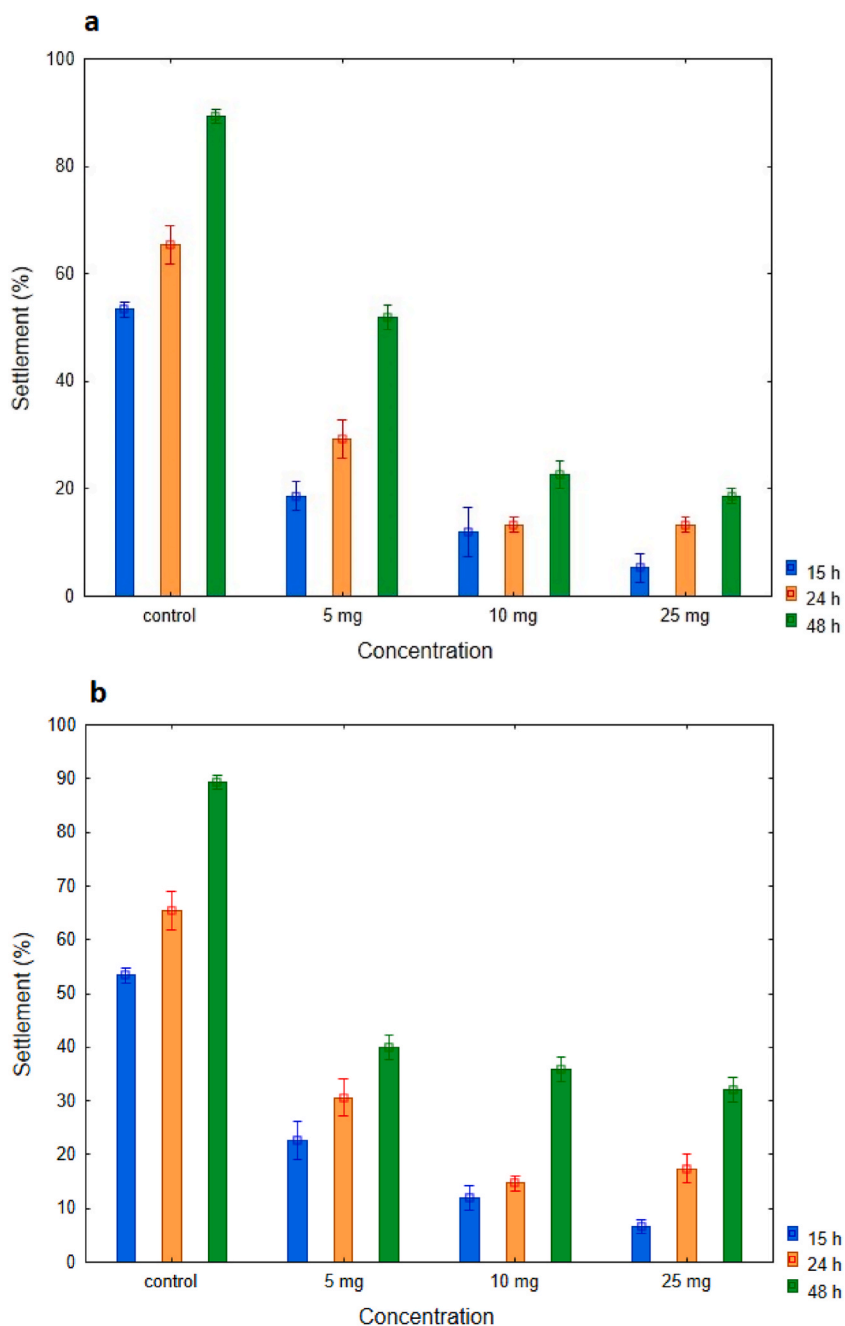 a
100
80
60
40
20
0
Settlement (%)
control 5 mg 10 mg 25 mg
Concentration
15 h
24 h
48 h
b
100
90
80
70
60
50
40
30
20
10
0
Settlement (%)
control 5 mg 10 mg 25 mg
Concentration
15 h
24 h
48 h